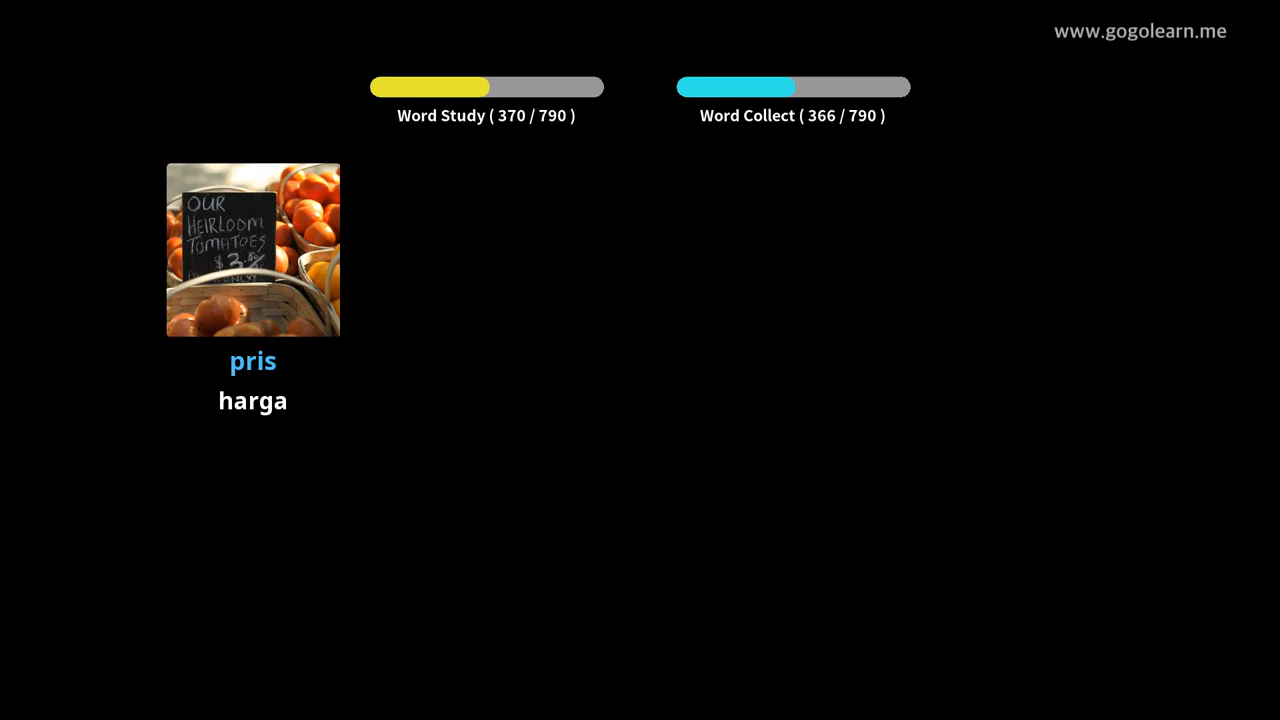 www.gogolearn.me
Word Study ( 370 / 790 )
Word Collect ( 366 / 790 )
OUR
HEIRLOOM
TOMATOES
pris
harga